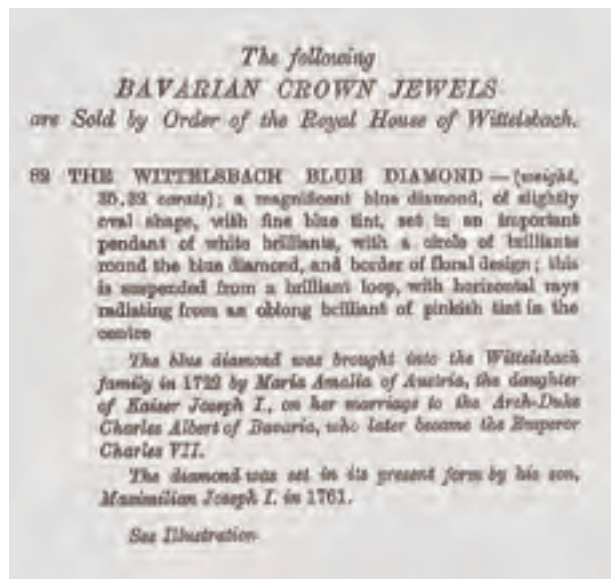 The following
BAVARIAN CROWN JEWELS
are Sold by Order of the Royal House of Wittelsbach.
THE WITTELSBACH BLUE DIAMOND — (weight,
carats); a magnificent blue diamond, of slightly
oval shape, with fine blue tint, set in an important
pendant of white brilliants, with a circle of brilliants
round the blue diamond, and border of floral design; this
is suspended from a brilliant loop, with horizontal rays
radiating from an oblong brilliant of pinkish tint in the
centre
The blue diamond was brought into the Wittelsbach
family in 1722 by Maria Amalia of Austria, the daughter
of Kaiser Joseph I., on her marriage to the Arch-Duke
Charles Albert of Bavaria, who later became the Emperor
Charles VII.
The diamond was set in its present form by his son,
Maximilian Joseph I. in 1761.
See Illustration